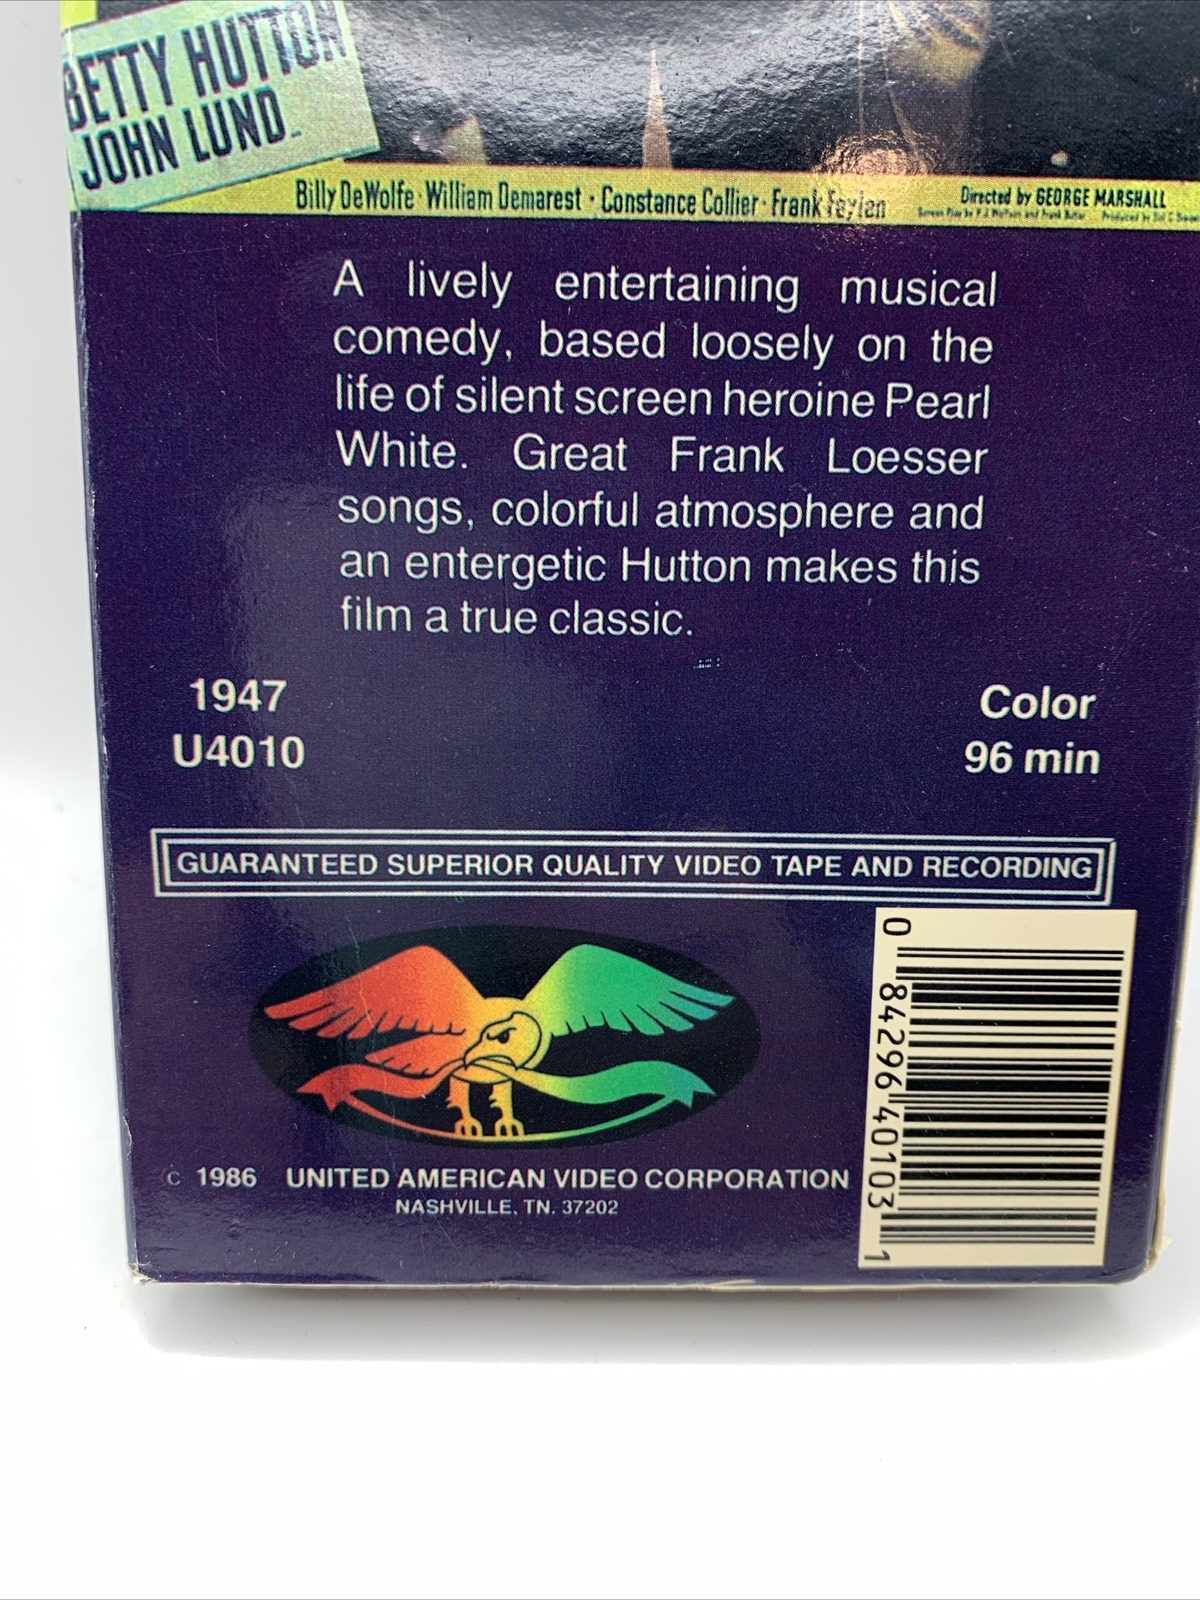 BETTY HUTTON
JOHN LUND
Billy DeWolfe · William Demarest · Constance Collier · Frank Faylen
Directed by GEORGE MARSHALL
A lively entertaining musical
comedy, based loosely on the
life of silent screen heroine Pearl
White. Great Frank Loesser
songs, colorful atmosphere and
an entergetic Hutton makes this
film a true classic.
1947
Color
U4010
96 min
GUARANTEED SUPERIOR QUALITY VIDEO TAPE AND RECORDING
0 84296 40103 1
c 1986 UNITED AMERICAN VIDEO CORPORATION
NASHVILLE, TN. 37202